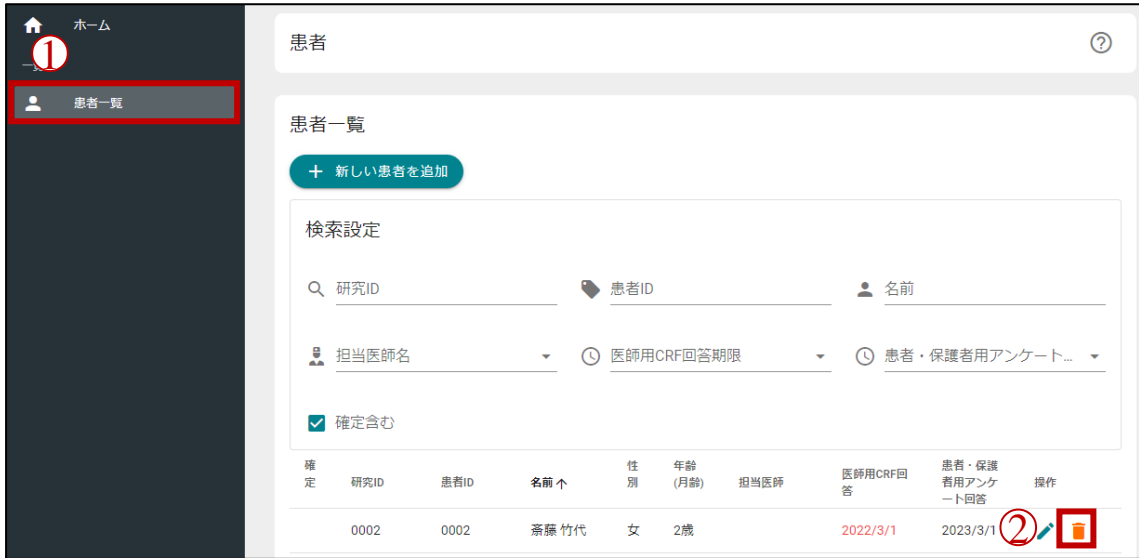 ホーム
①
一覧
患者一覧
患者
患者一覧
+ 新しい患者を追加
検索設定
研究ID
患者ID
名前
担当医師名
医師用CRF回答期限
患者・保護者用アンケート...
確定含む
確定 研究ID 患者ID 名前 性別 年齢(月齢) 担当医師 医師用CRF回答 患者・保護者用アンケート回答 操作
0002 0002 斎藤 竹代 女 2歳 2022/3/1 2023/3/1 ②